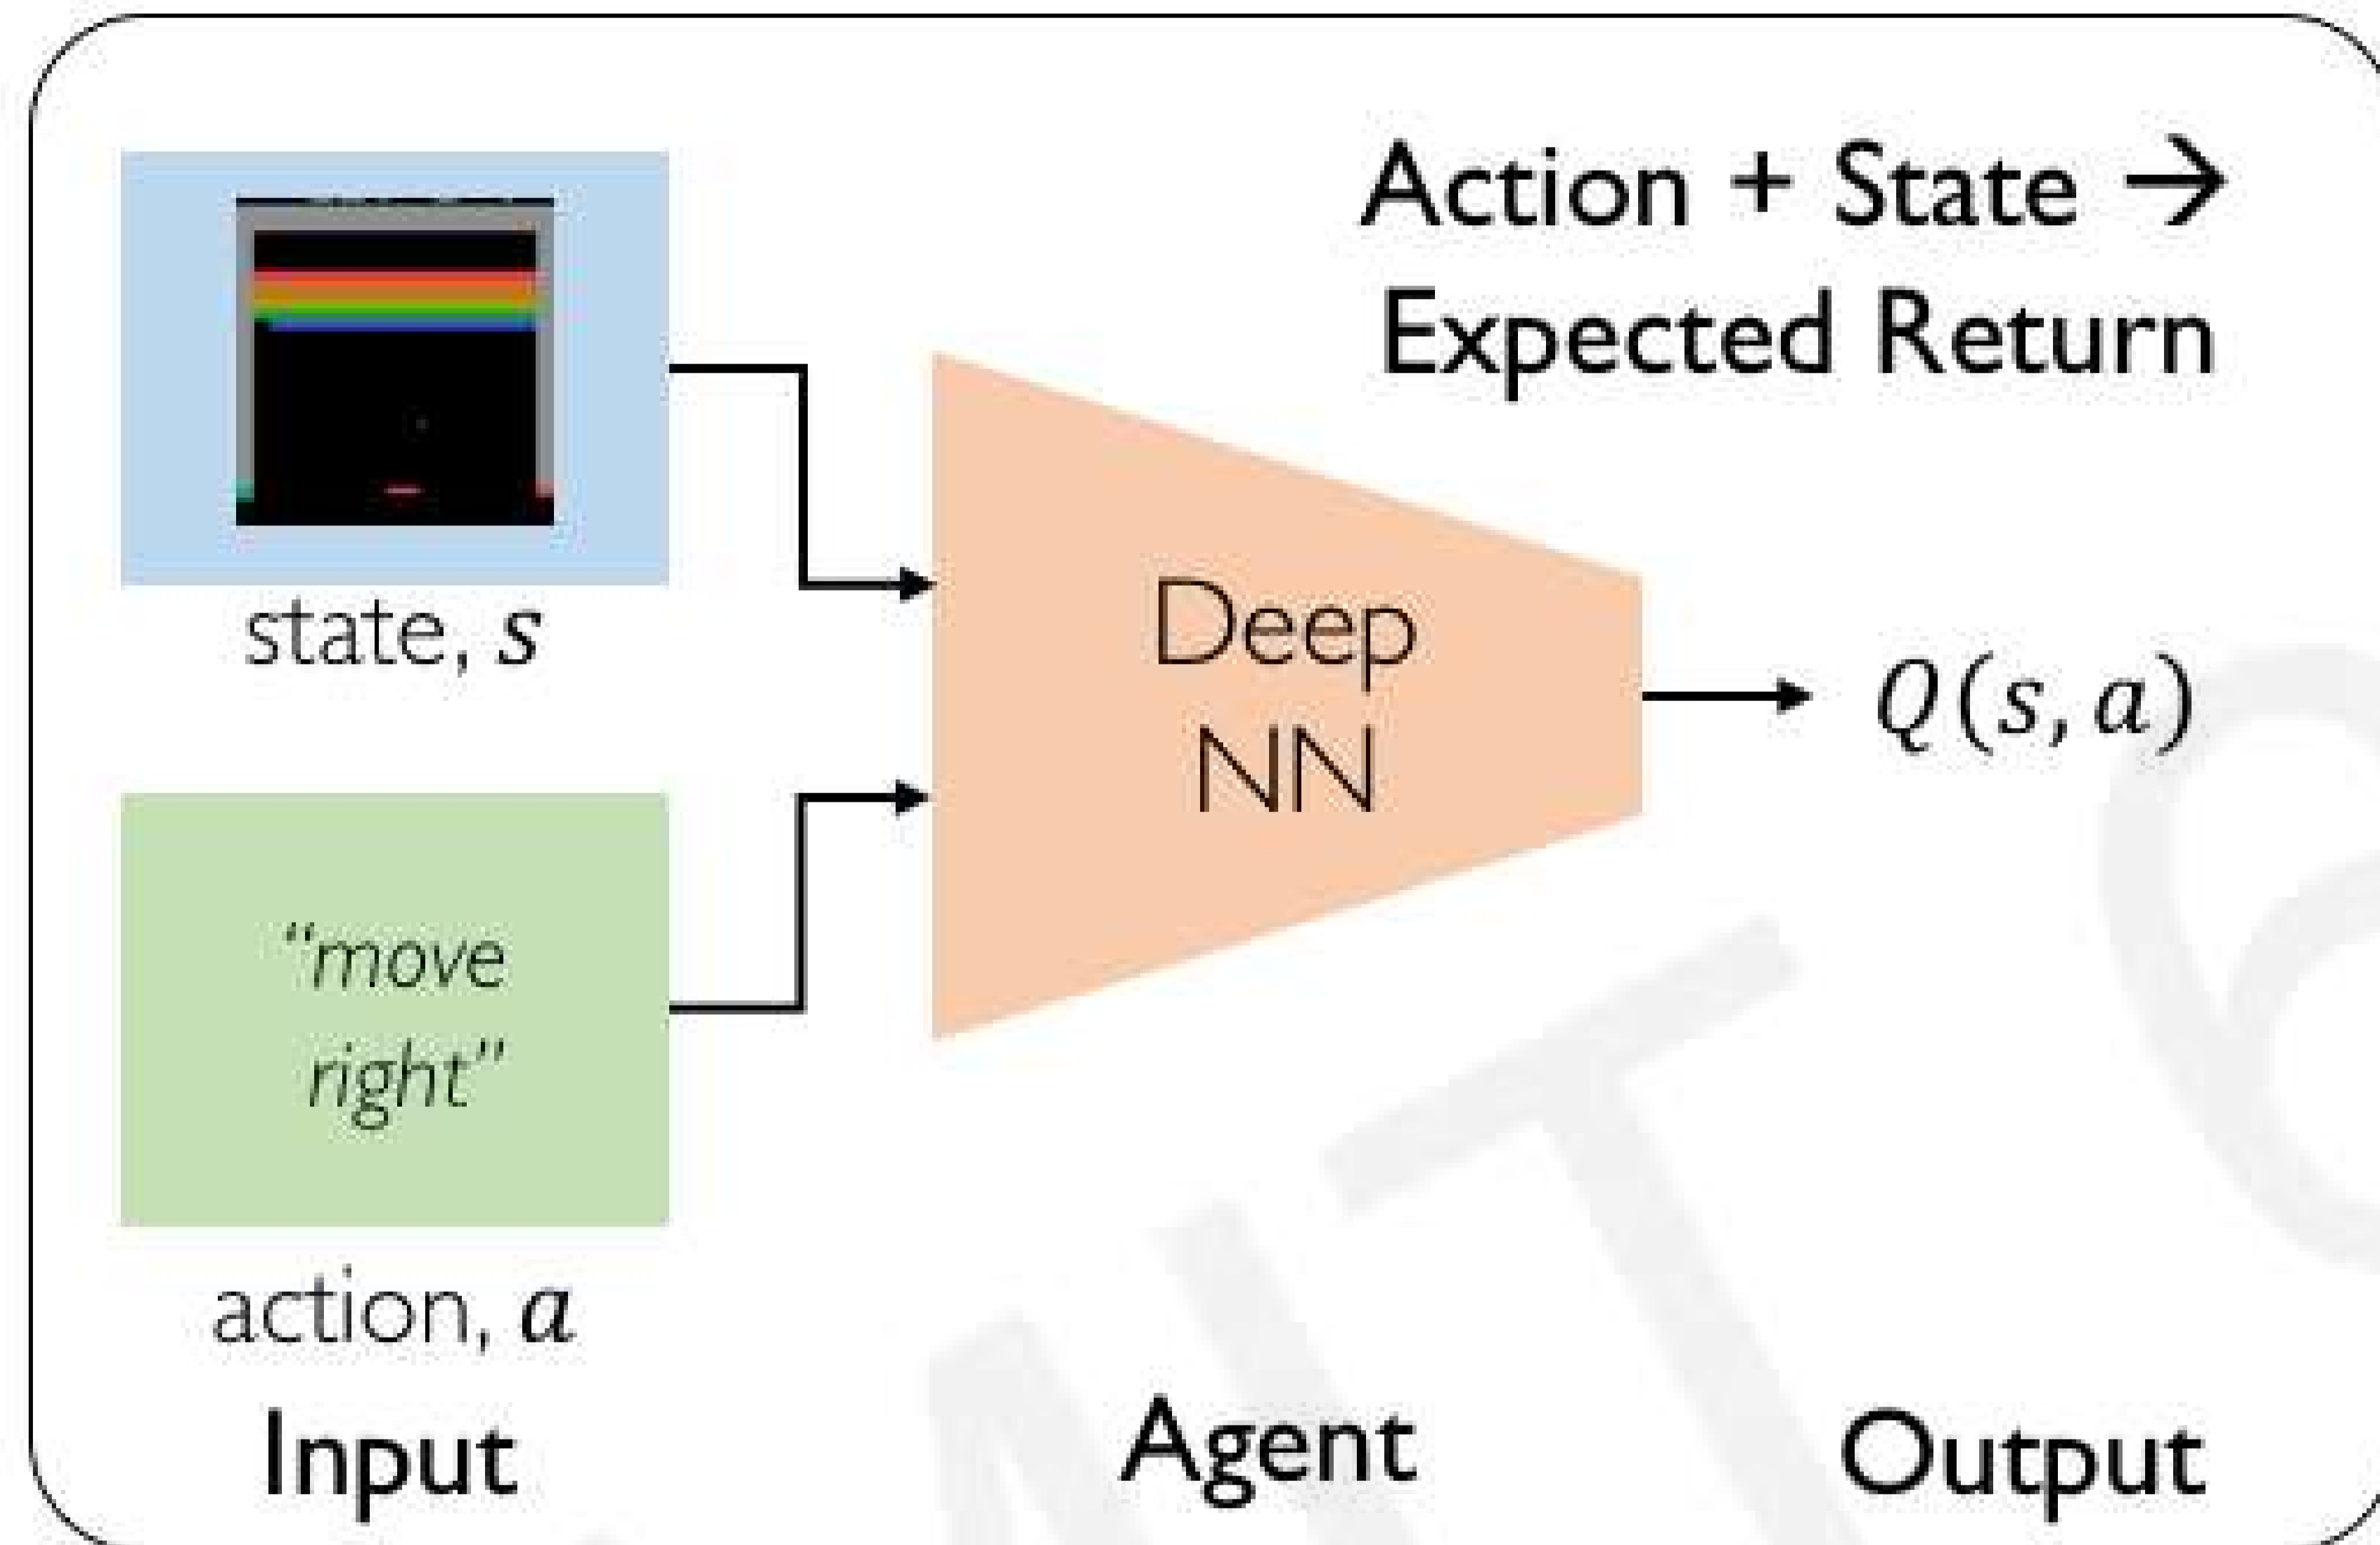 Action + State →
Expected Return
state, s
Deep
NN
Q(s, a)
“move
right”
action, a
Input
Agent
Output